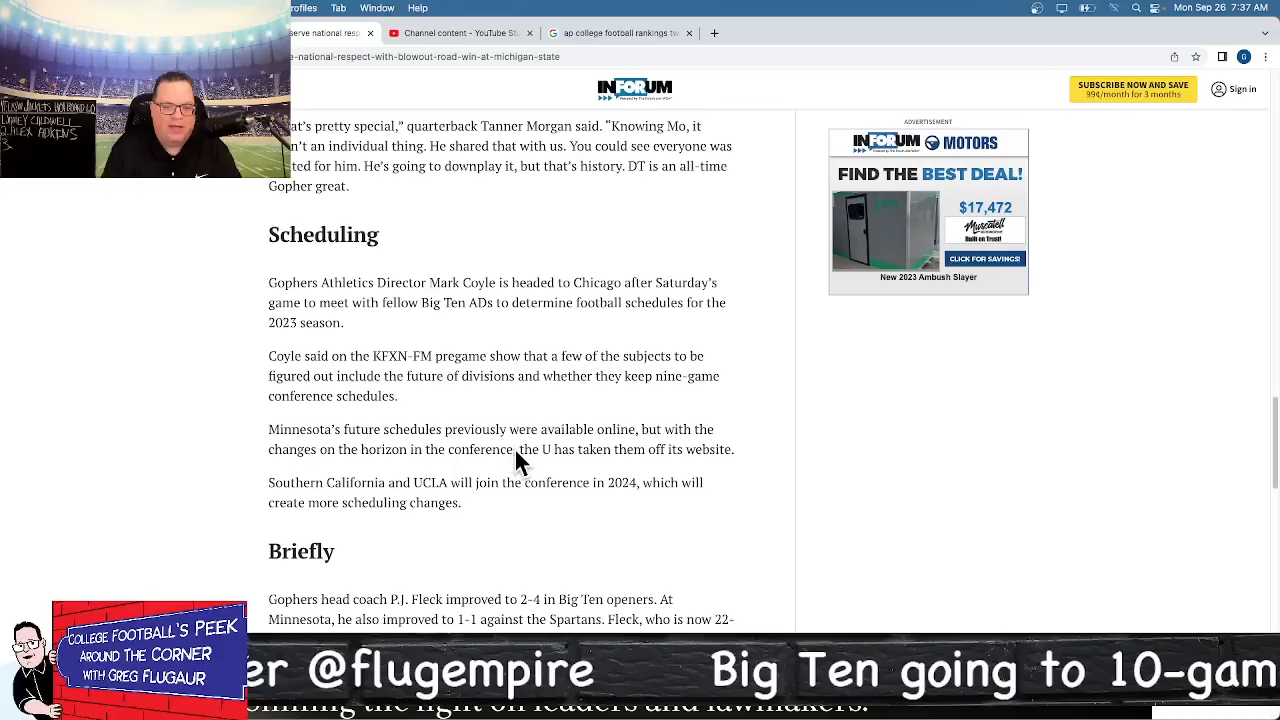 rofiles Tab Window Help Mon Sep 26 7:37 AM
serve national resp Channel content - YouTube Stu ap college football rankings tw
e-national-respect-with-blowout-road-win-at-michigan-state
INFORUM
SUBSCRIBE NOW AND SAVE
99¢/month for 3 months
Sign in
YELLOW JACKETS
LARRY CALDWELL
ADVERTISEMENT
INFORUM MOTORS
FIND THE BEST DEAL!
$17,472
Muscatell
Built on Trust!
CLICK FOR SAVINGS!
New 2023 Ambush Slayer
at's pretty special,” quarterback Tanner Morgan said. “Knowing Mo, it
an individual thing. He shared that with us. You could see everyone was
for him. He's going to downplay it, but that's history. DT is an all-time
Gopher great.
Scheduling
Gophers Athletics Director Mark Coyle is headed to Chicago after Saturday's
game to meet with fellow Big Ten ADs to determine football schedules for the
2023 season.
Coyle said on the KFXN-FM pregame show that a few of the subjects to be
figured out include the future of divisions and whether they keep nine-game
conference schedules.
Minnesota's future schedules previously were available online, but with the
changes on the horizon in the conference, the U has taken them off its website.
Southern California and UCLA will join the conference in 2024, which will
create more scheduling changes.
Briefly
Gophers head coach P.J. Fleck improved to 2-4 in Big Ten openers. At
Minnesota, he also improved to 1-1 against the Spartans. Fleck, who is now 22-
COLLEGE FOOTBALL'S PEEK
AROUND THE CORNER
WITH GREG FLUGAUR
er @flugempire Big Ten going to 10-gam